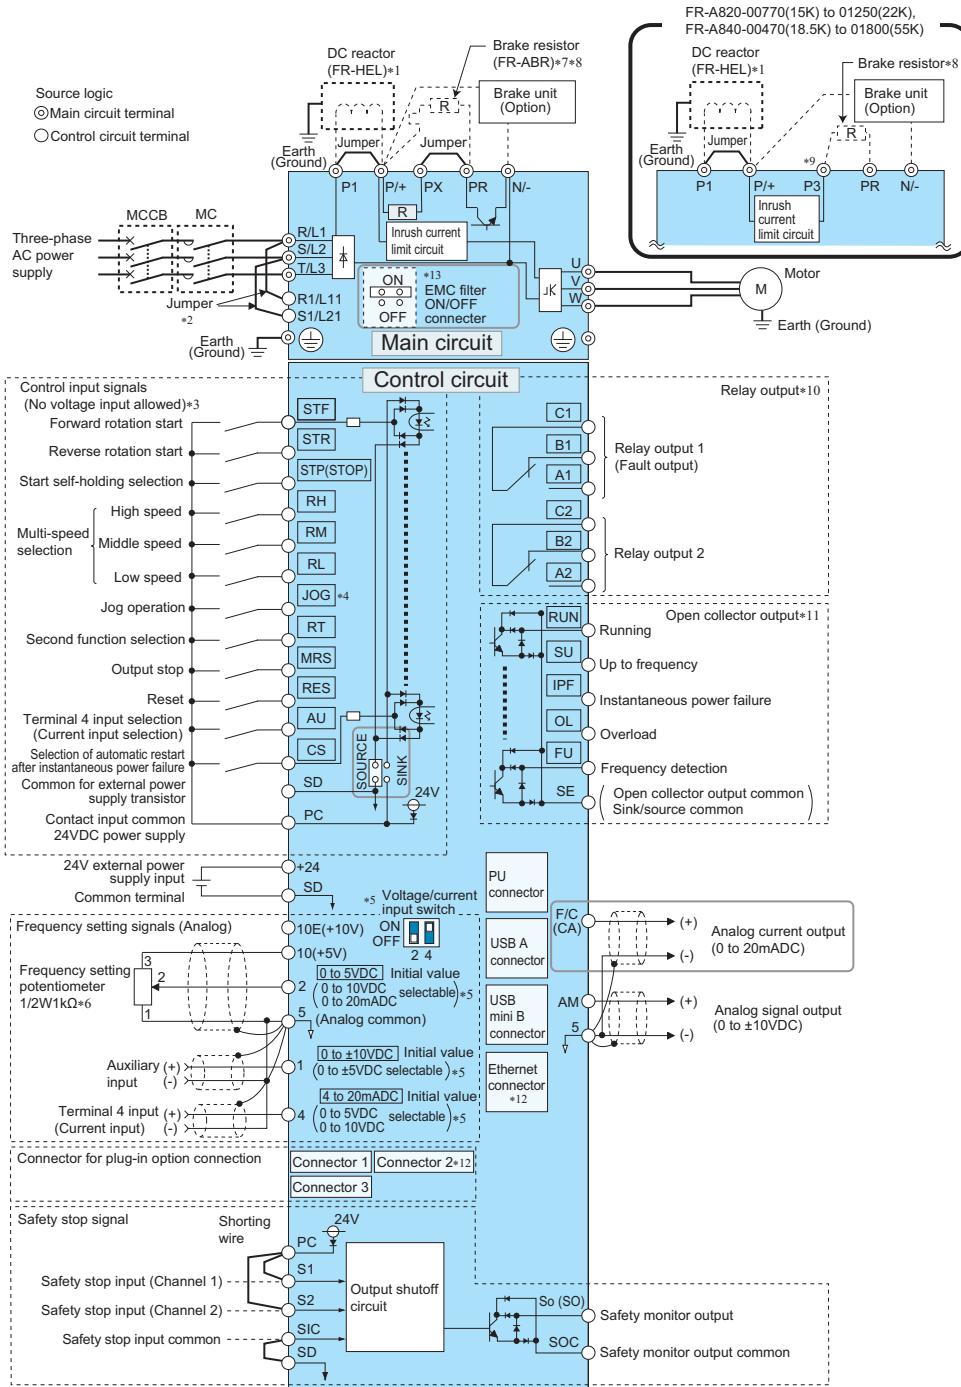 FR-A820-00770(15K) to 01250(22K),
FR-A840-00470(18.5K) to 01800(55K)
DC reactor
(FR-HEL)*1
Brake resistor
(FR-ABR)*7*8
Brake unit
(Option)
R
Jumper
Jumper
Earth
(Ground)
DC reactor
(FR-HEL)*1
Brake resistor*8
Brake unit
(Option)
R
Jumper
Earth
(Ground)
*9
P1
P/+
P3
PR
N/-
Inrush
current
limit circuit
Source logic
Main circuit terminal
Control circuit terminal
P1
P/+
PX
PR
N/-
R
Inrush current
limit circuit
MCCB
MC
Three-phase
AC power
supply
R/L1
S/L2
T/L3
R1/L11
S1/L21
Jumper
*2
Earth
(Ground)
ON
OFF
*13
EMC filter
ON/OFF
connecter
Main circuit
U
V
W
Motor
M
Earth (Ground)
Control circuit
Control input signals
(No voltage input allowed)*3
Forward rotation start
STF
Reverse rotation start
STR
Start self-holding selection
STP(STOP)
Multi-speed
selection
High speed
RH
Middle speed
RM
Low speed
RL
Jog operation
JOG *4
Second function selection
RT
Output stop
MRS
Reset
RES
Terminal 4 input selection
(Current input selection)
AU
Selection of automatic restart
after instantaneous power failure
CS
Common for external power
supply transistor
SD
Contact input common
24VDC power supply
PC
SOURCE
SINK
24V
Relay output*10
C1
B1
A1
Relay output 1
(Fault output)
C2
B2
A2
Relay output 2
Open collector output*11
RUN
Running
SU
Up to frequency
IPF
Instantaneous power failure
OL
Overload
FU
Frequency detection
SE
Open collector output common
Sink/source common
24V external power
supply input
+24
Common terminal
SD
*5 Voltage/current
input switch
ON
OFF
2 4
Frequency setting signals (Analog)
10E(+10V)
10(+5V)
Frequency setting
potentiometer
1/2W1kΩ*6
3
2
1
2
0 to 5VDC Initial value
0 to 10VDC
0 to 20mADC selectable *5
5
(Analog common)
Auxiliary
input
(+)
(-)
1
0 to ±10VDC Initial value
(0 to ±5VDC selectable)*5
Terminal 4 input
(Current input)
(+)
(-)
4
4 to 20mADC Initial value
0 to 5VDC
0 to 10VDC selectable *5
PU
connector
USB A
connector
USB
mini B
connector
Ethernet
connector
*12
F/C
(CA)
(+)
(-)
Analog current output
(0 to 20mADC)
AM
5
(+)
(-)
Analog signal output
(0 to ±10VDC)
Connector for plug-in option connection
Connector 1
Connector 2*12
Connector 3
Safety stop signal
Shorting
wire
24V
PC
Safety stop input (Channel 1)
S1
Safety stop input (Channel 2)
S2
Safety stop input common
SIC
SD
Output shutoff
circuit
So (SO)
Safety monitor output
SOC
Safety monitor output common